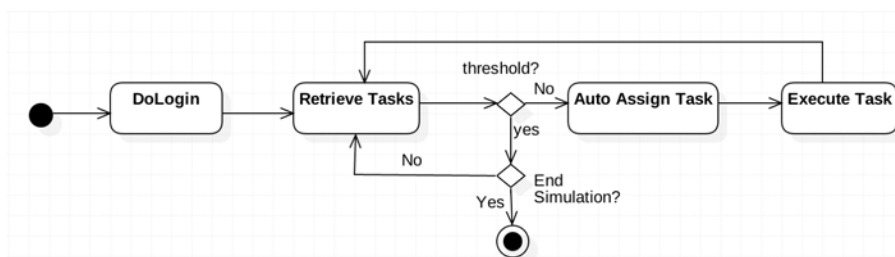 threshold?
DoLogin
Retrieve Tasks
No
Auto Assign Task
Execute Task
yes
No
End
Simulation?
Yes